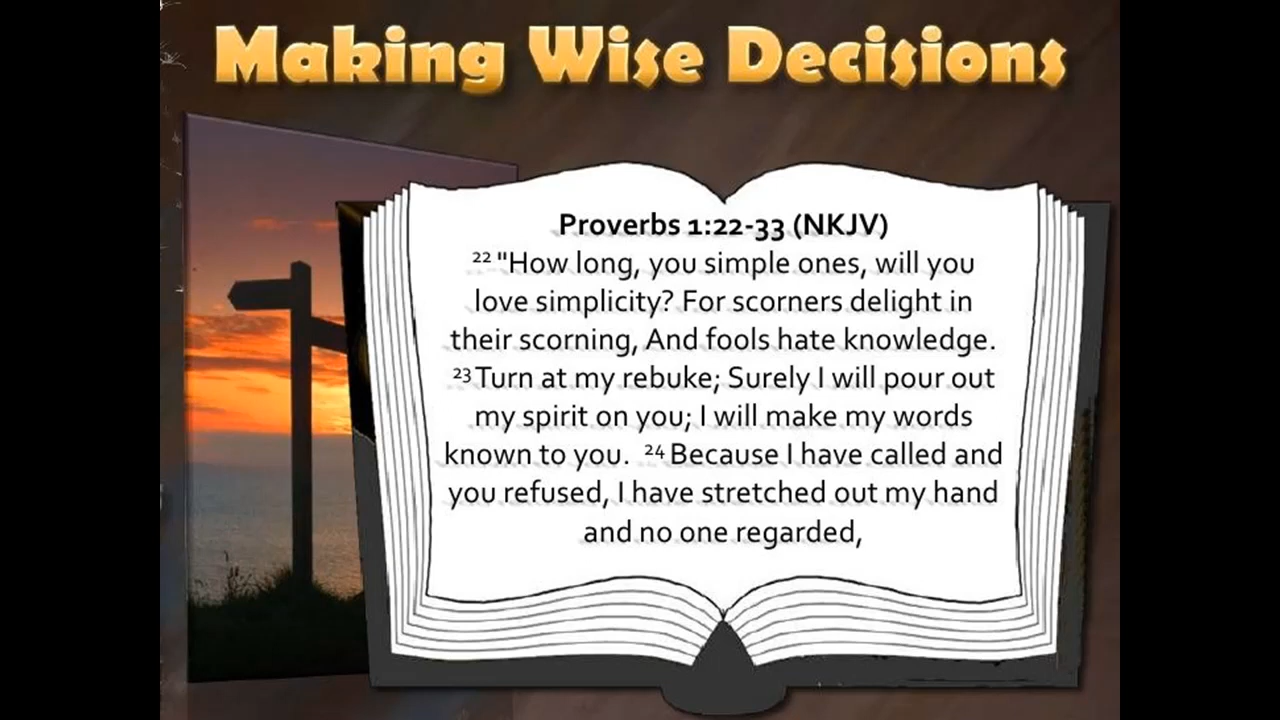 Making Wise Decisions
Proverbs 1:22-33 (NKJV)
22 "How long, you simple ones, will you
love simplicity? For scorners delight in
their scorning, And fools hate knowledge.
23 Turn at my rebuke; Surely I will pour out
my spirit on you; I will make my words
known to you. 24 Because I have called and
you refused, I have stretched out my hand
and no one regarded,